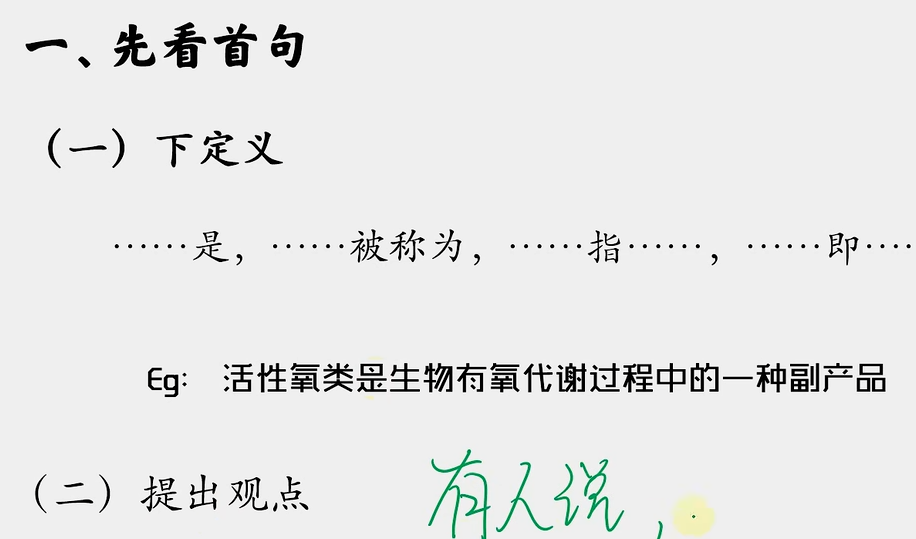 一、先看首句
（一）下定义
……是，……被称为，……指……，……即……
Eg: 活性氧类是生物有氧代谢过程中的一种副产品
（二）提出观点 有人说，